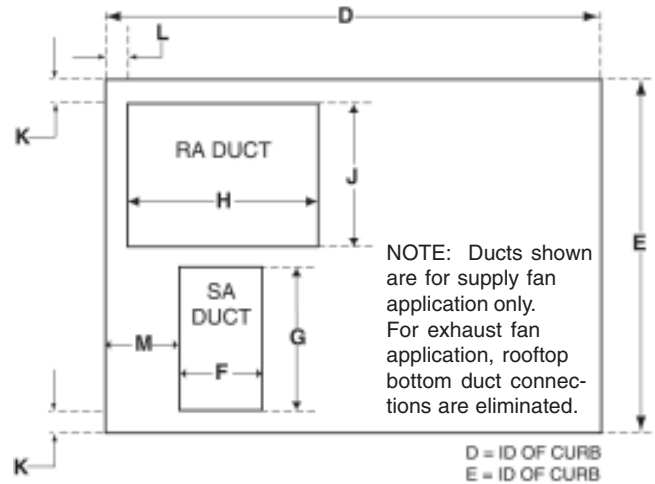 D
L
K
RA DUCT
H
J
E
NOTE: Ducts shown
are for supply fan
application only.
For exhaust fan
application, rooftop
bottom duct connec-
tions are eliminated.
SA
DUCT
G
M
F
K
D = ID OF CURB
E = ID OF CURB